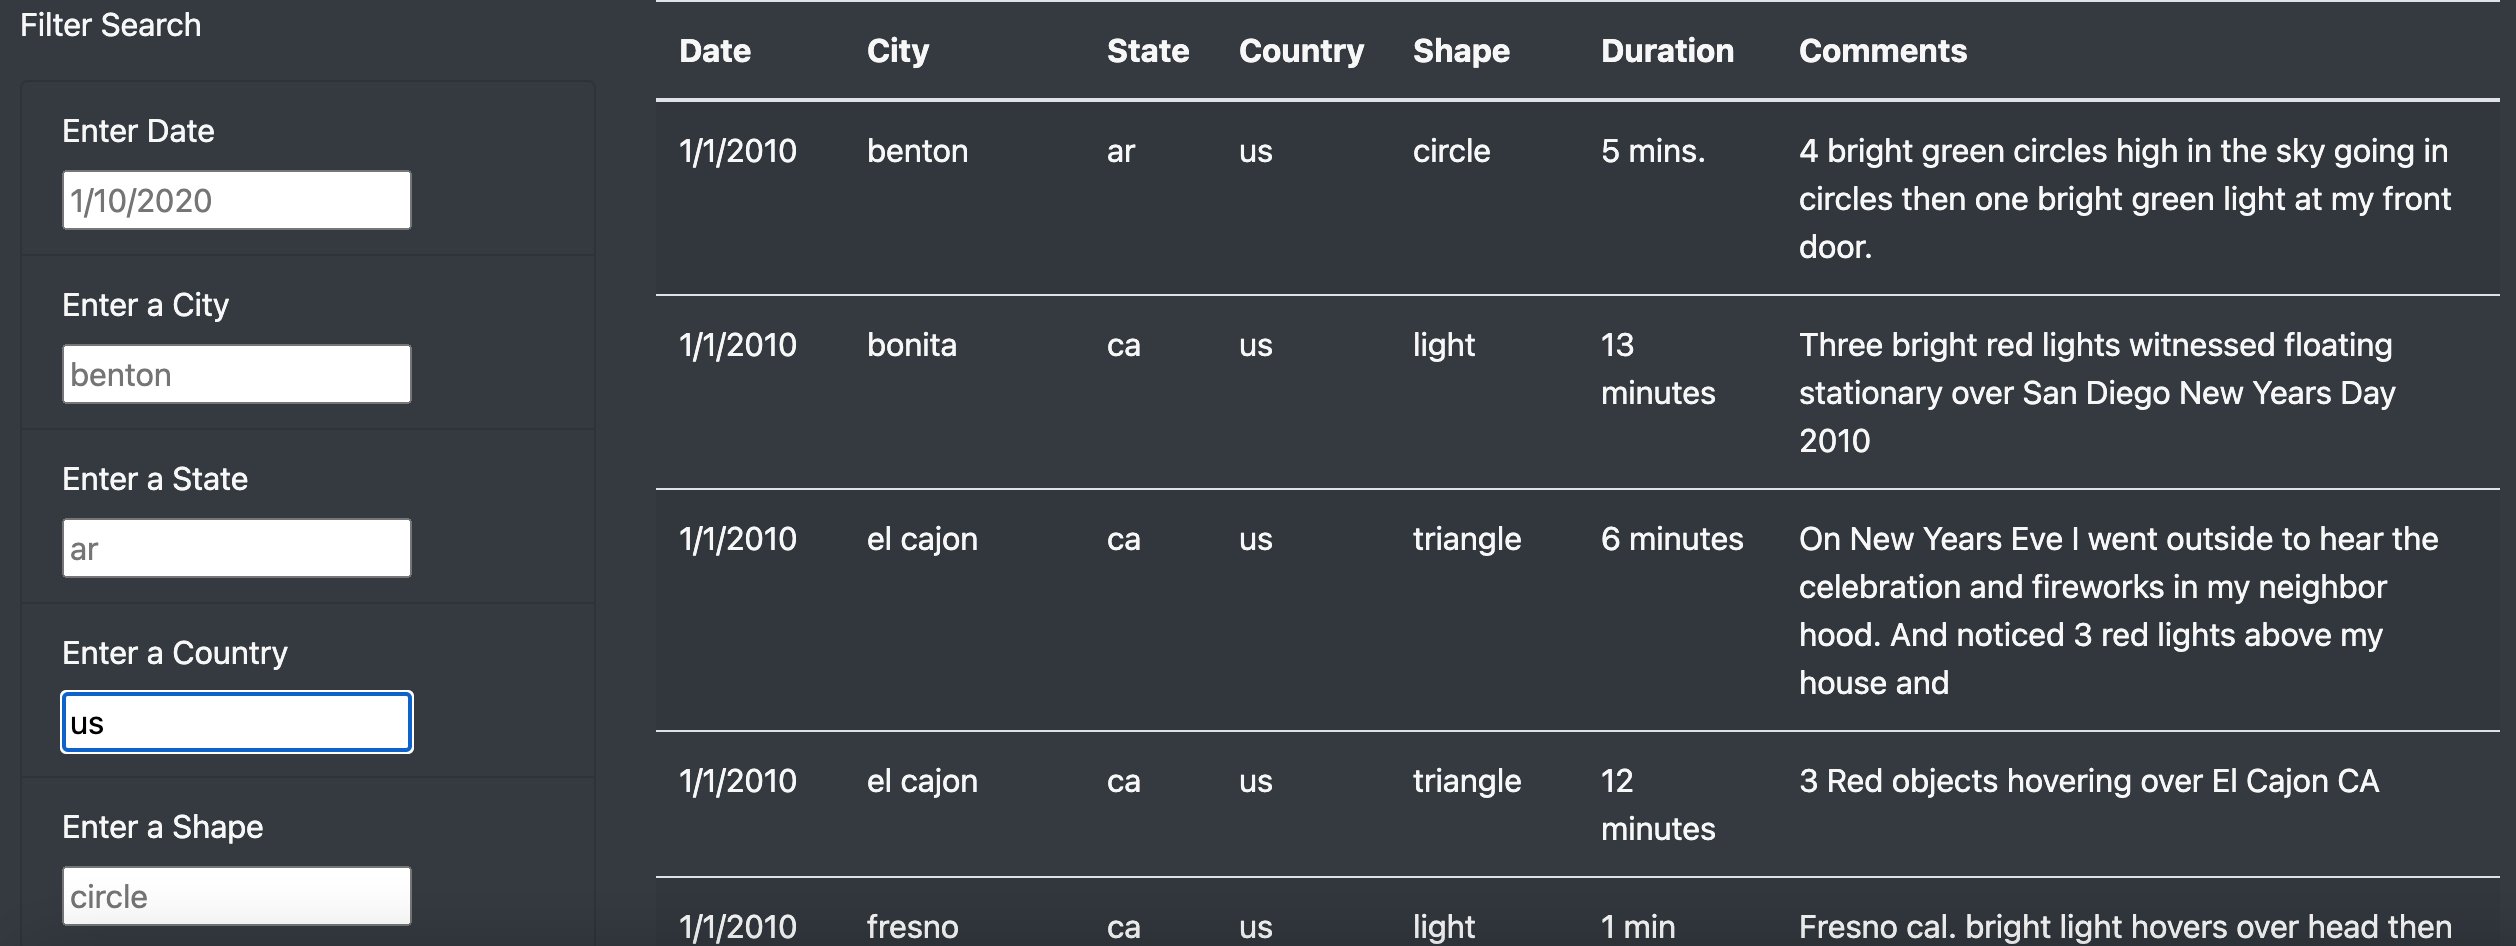 Filter Search
Enter Date
1/10/2020
Enter a City
benton
Enter a State
ar
Enter a Country
us
Enter a Shape
circle
Date City State Country Shape Duration Comments
1/1/2010 benton ar us circle 5 mins. 4 bright green circles high in the sky going in
circles then one bright green light at my front
door.
1/1/2010 bonita ca us light 13 Three bright red lights witnessed floating
minutes stationary over San Diego New Years Day
2010
1/1/2010 el cajon ca us triangle 6 minutes On New Years Eve I went outside to hear the
celebration and fireworks in my neighbor
hood. And noticed 3 red lights above my
house and
1/1/2010 el cajon ca us triangle 12 3 Red objects hovering over El Cajon CA
minutes
1/1/2010 fresno ca us light 1 min Fresno cal. bright light hovers over head then